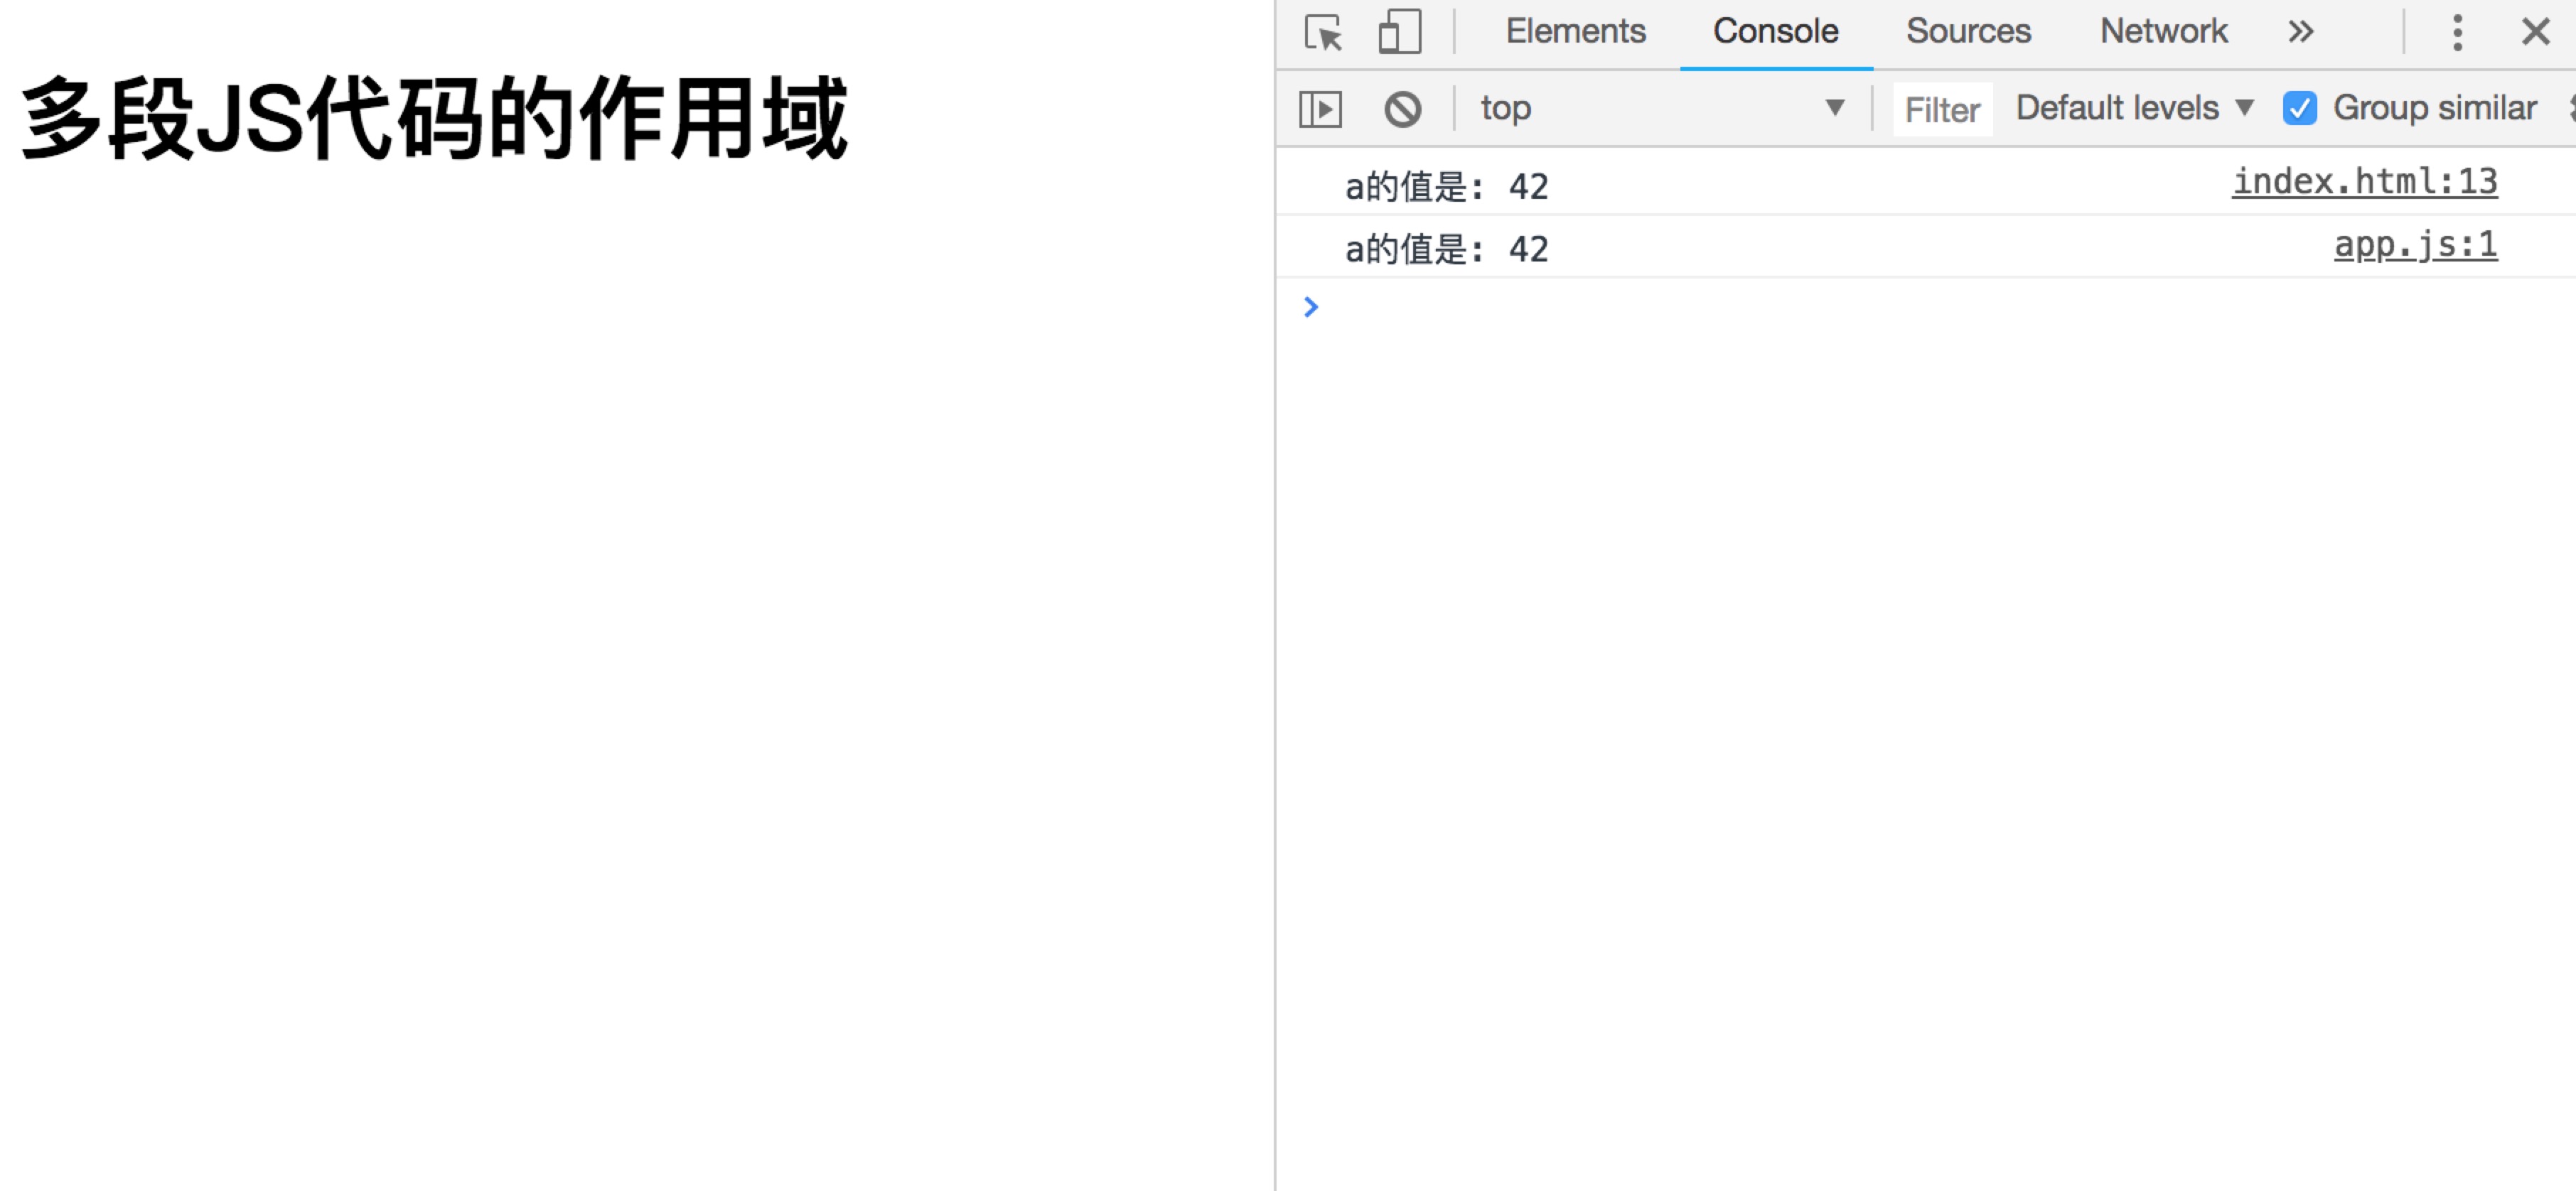 多段JS代码的作用域
Elements Console Sources Network
top Filter Default levels Group similar
a的值是: 42 index.html:13
a的值是: 42 app.js:1